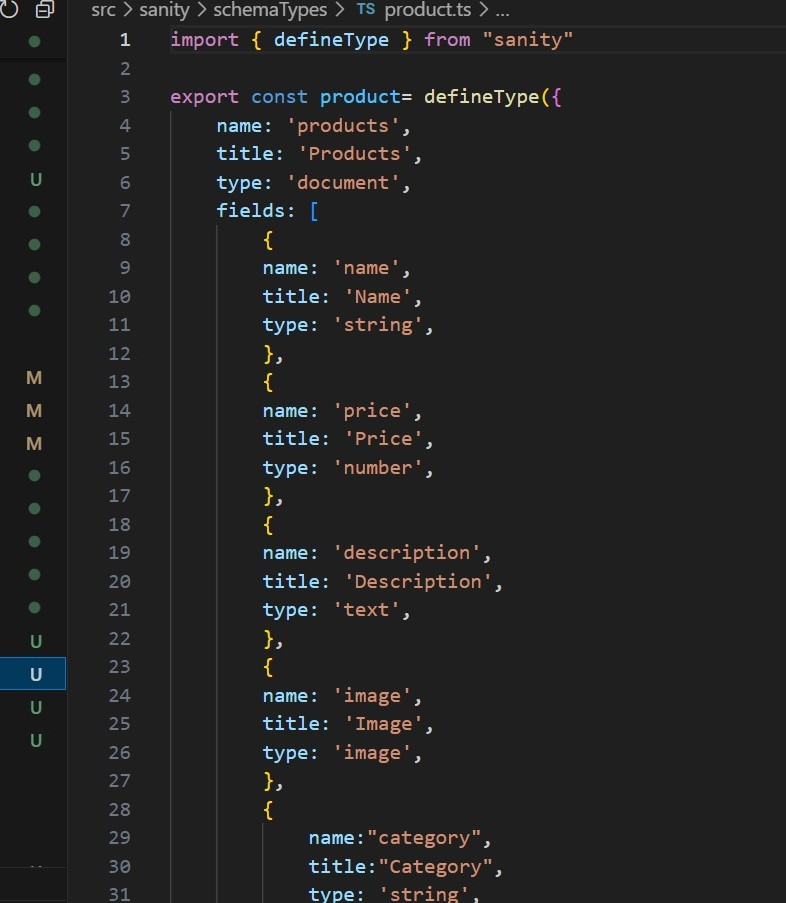 src > sanity > schemaTypes > TS product.ts > ...
1 import { defineType } from "sanity"
2
3 export const product= defineType({
4 name: 'products',
U
5 title: 'Products',
6 type: 'document',
7 fields: [
8 {
9 name: 'name',
10 title: 'Name',
11 type: 'string',
12 },
M
13 {
M
14 name: 'price',
M
15 title: 'Price',
16 type: 'number',
17 },
18 {
19 name: 'description',
20 title: 'Description',
21 type: 'text',
22 },
U
23 {
U
24 name: 'image',
U
25 title: 'Image',
U
26 type: 'image',
27 },
28 {
29 name:"category",
30 title:"Category",
31 type: 'string',